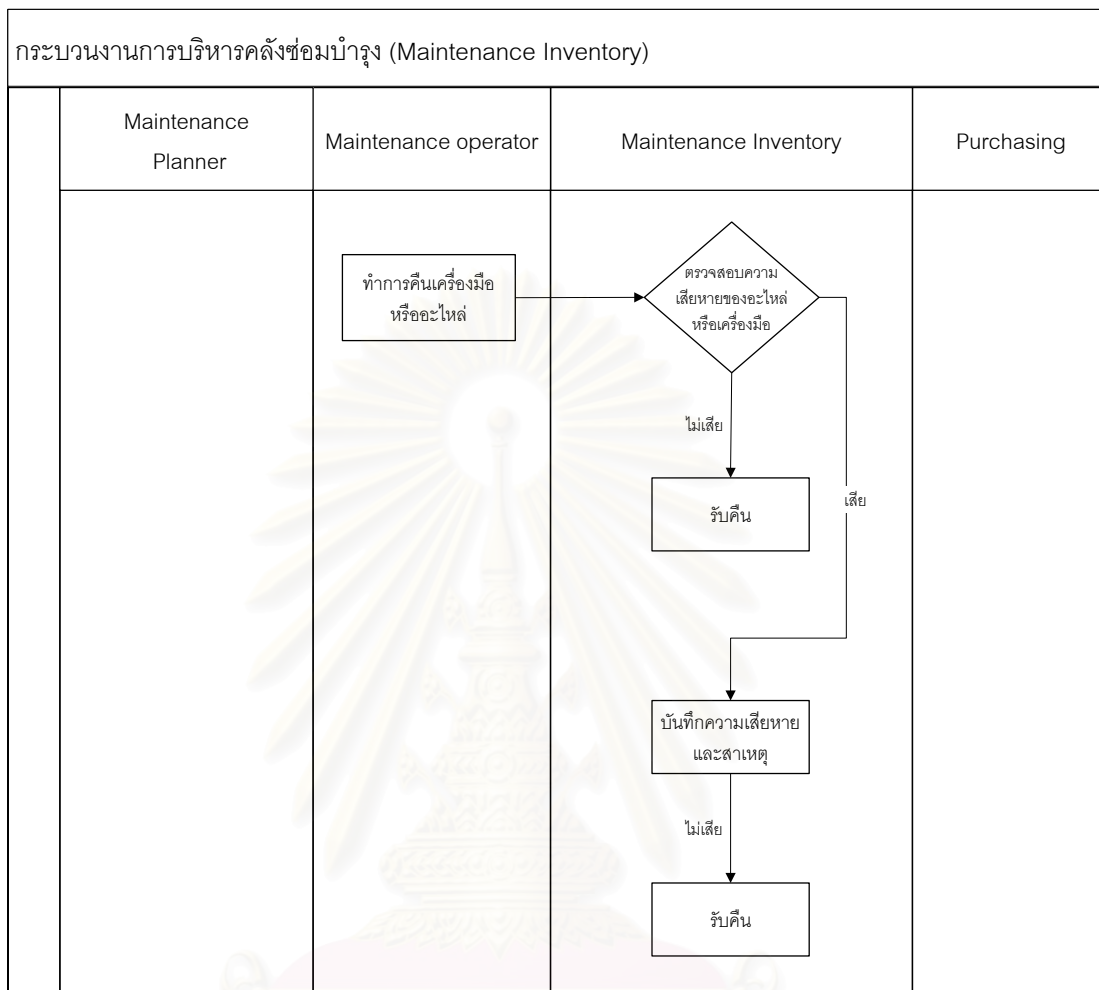 กระบวนงานการบริหารคลังซ่อมบำรุง (Maintenance Inventory)
Maintenance
Planner
Maintenance operator
Maintenance Inventory
Purchasing
ทำการคืนเครื่องมือ
หรืออะไหล่
ตรวจสอบความ
เสียหายของอะไหล่
หรือเครื่องมือ
ไม่เสีย
เสีย
รับคืน
บันทึกความเสียหาย
และสาเหตุ
ไม่เสีย
รับคืน